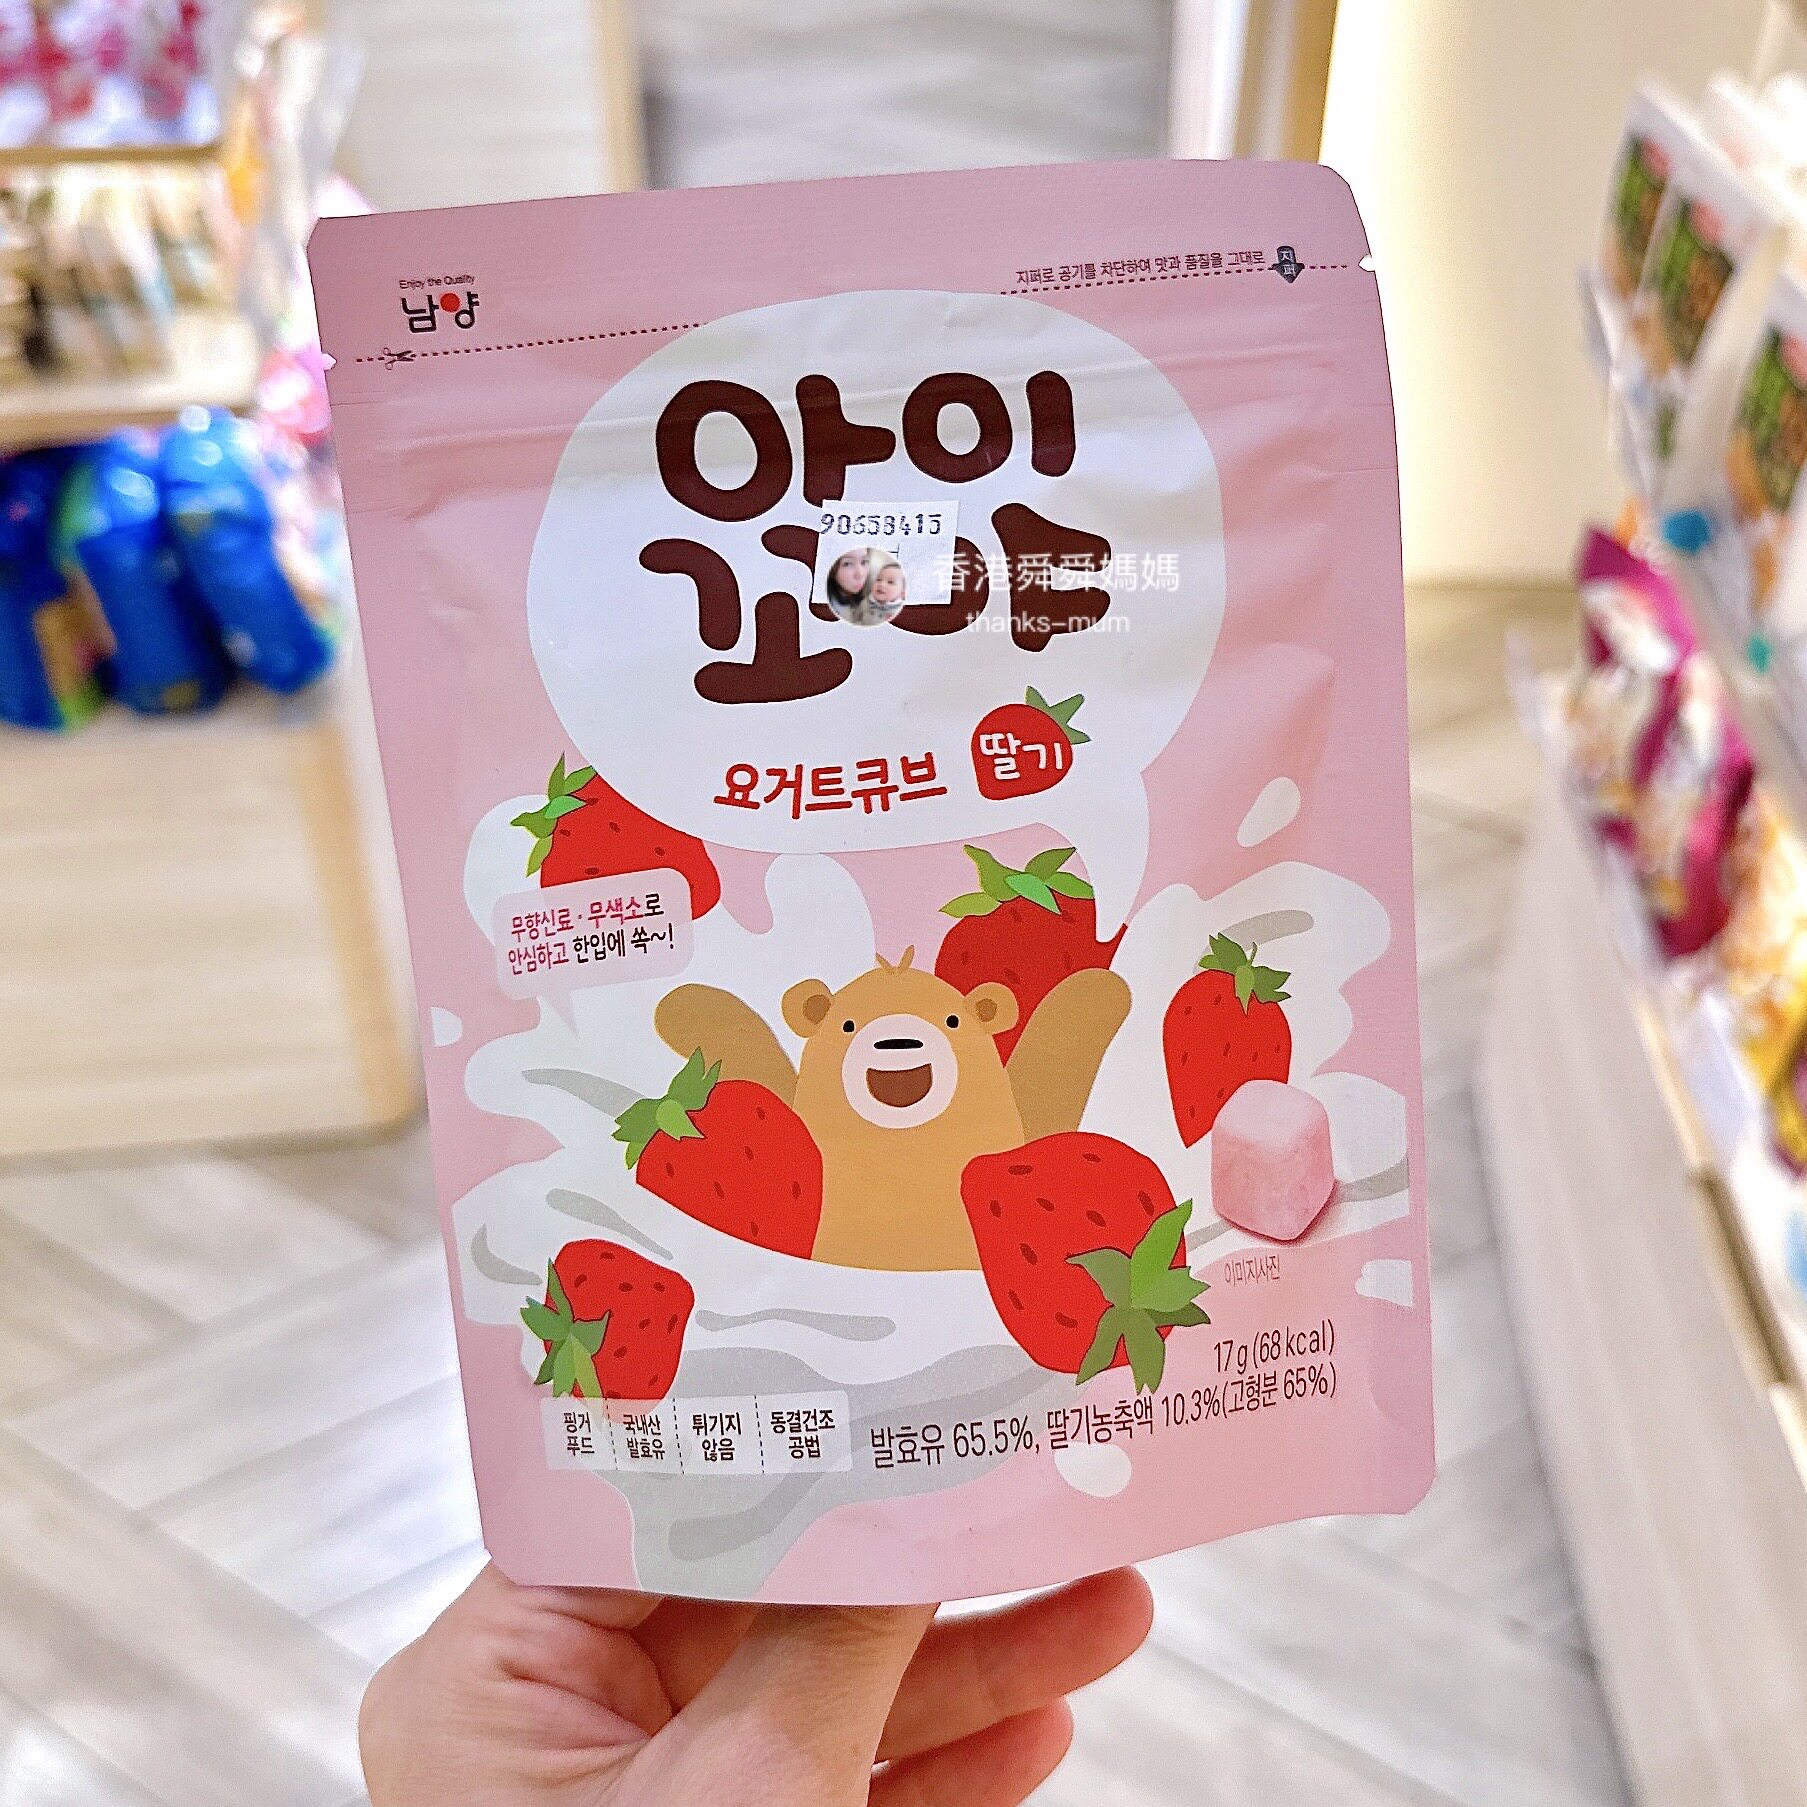 Enjoy the Quality
남양
지퍼로 공기를 차단하여 맛과 품질을 그대로
지퍼
아이
꼬야
90658415
香港舜舜媽媽
thanks-mum
요거트큐브 딸기
무향신료·무색소로
안심하고 한입에 쏙~!
이미지사진
17g(68kcal)
발효유 65.5%, 딸기농축액 10.3%(고형분 65%)
핑거
푸드
국내산
발효유
튀기지
않음
동결건조
공법